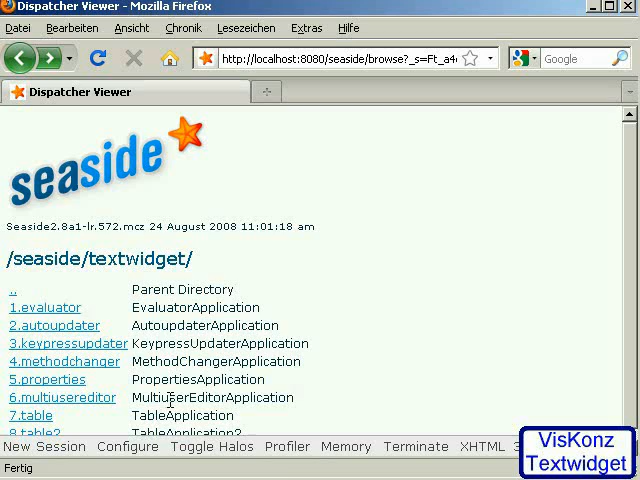 Dispatcher Viewer - Mozilla Firefox
Datei Bearbeiten Ansicht Chronik Lesezeichen Extras Hilfe
http://localhost:8080/seaside/browse?_s=Ft_a4 Google
Dispatcher Viewer
seaside
Seaside2.8a1-lr.572.mcz 24 August 2008 11:01:18 am
/seaside/textwidget/
.. Parent Directory
1.evaluator EvaluatorApplication
2.autoupdater AutoupdaterApplication
3.keypressupdater KeypressUpdaterApplication
4.methodchanger MethodChangerApplication
5.properties PropertiesApplication
6.multiusereditor MultiuserEditorApplication
7.table TableApplication
8.table2 TableApplication2
New Session Configure Toggle Halos Profiler Memory Terminate XHTML
Fertig
VisKonz
Textwidget